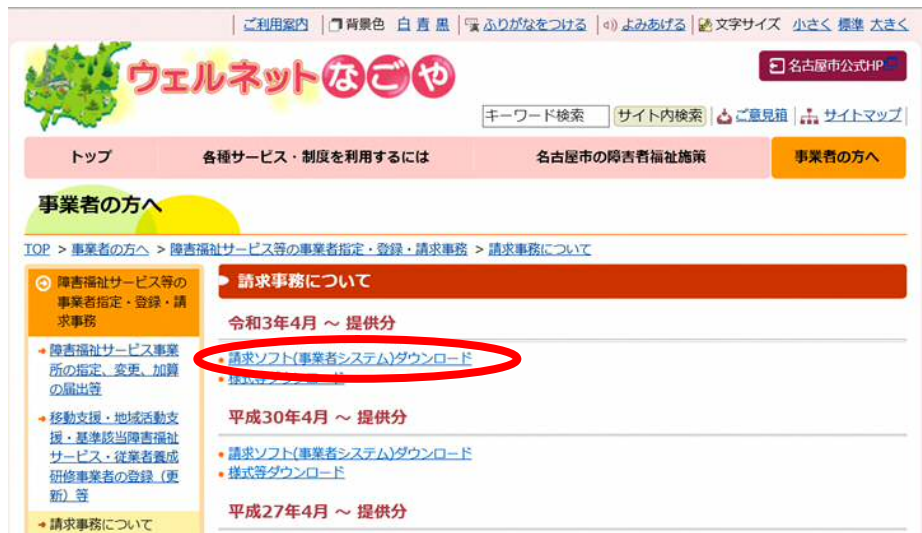 ご利用案内 背景色 白 青 黒 ふりがなをつける よみあげる 文字サイズ 小さく 標準 大きく
ウェルネットなごや
名古屋市公式HP
キーワード検索 サイト内検索 ご意見箱 サイトマップ
トップ 各種サービス・制度を利用するには 名古屋市の障害者福祉施策 事業者の方へ
事業者の方へ
TOP > 事業者の方へ > 障害福祉サービス等の事業者指定・登録・請求事務 > 請求事務について
障害福祉サービス等の
事業者指定・登録・請
求事務
障害福祉サービス事業
所の指定、変更、加算
の届出等
移動支援・地域活動支
援・基準該当障害福祉
サービス・従業者養成
研修事業者の登録（更
新）等
請求事務について
請求事務について
令和3年4月 ～ 提供分
請求ソフト(事業者システム)ダウンロード
様式等ダウンロード
平成30年4月 ～ 提供分
請求ソフト(事業者システム)ダウンロード
様式等ダウンロード
平成27年4月 ～ 提供分